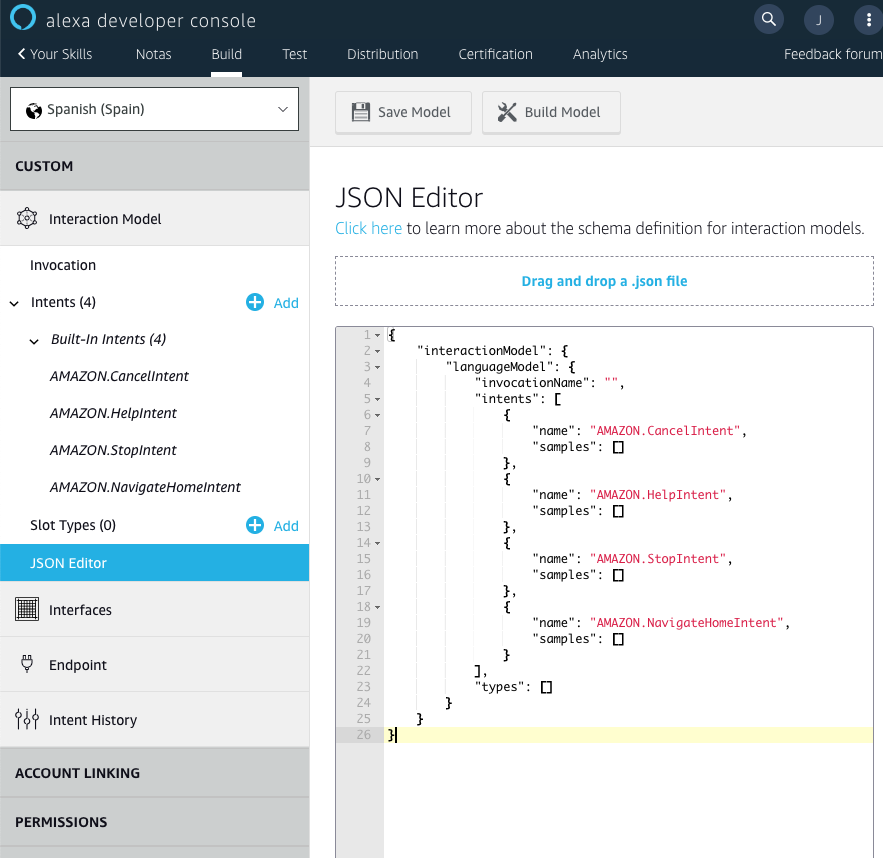 alexa developer console
J
Your Skills Notas Build Test Distribution Certification Analytics Feedback forum
Spanish (Spain)
Save Model Build Model
CUSTOM
Interaction Model
Invocation
Intents (4) Add
Built-In Intents (4)
AMAZON.CancelIntent
AMAZON.HelpIntent
AMAZON.StopIntent
AMAZON.NavigateHomeIntent
Slot Types (0) Add
JSON Editor
Interfaces
Endpoint
Intent History
ACCOUNT LINKING
PERMISSIONS
JSON Editor
Click here to learn more about the schema definition for interaction models.
Drag and drop a .json file
1 {
2 "interactionModel": {
3 "languageModel": {
4 "invocationName": "",
5 "intents": [
6 {
7 "name": "AMAZON.CancelIntent",
8 "samples": []
9 },
10 {
11 "name": "AMAZON.HelpIntent",
12 "samples": []
13 },
14 {
15 "name": "AMAZON.StopIntent",
16 "samples": []
17 },
18 {
19 "name": "AMAZON.NavigateHomeIntent",
20 "samples": []
21 }
22 ],
23 "types": []
24 }
25 }
26 }